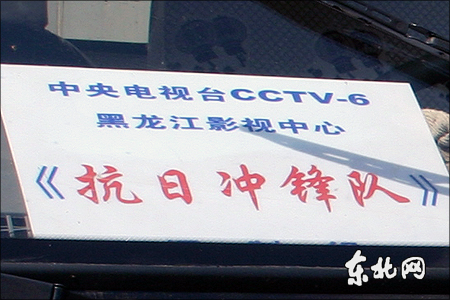 中央电视台CCTV-6
黑龙江影视中心
《抗日冲锋队》
东北网